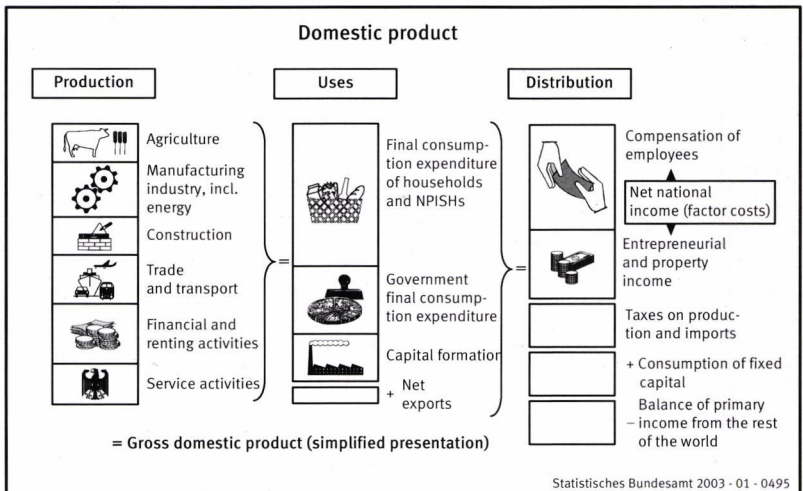 Domestic product
Production
Uses
Distribution
Agriculture
Manufacturing
industry, incl.
energy
Construction
Trade
and transport
Financial and
renting activities
Service activities
=
Final consump-
tion expenditure
of households
and NPISHs
Government
final consump-
tion expenditure
Capital formation
+ Net
exports
=
Compensation of
employees
Net national
income (factor costs)
Entrepreneurial
and property
income
Taxes on produc-
tion and imports
+ Consumption of fixed
capital
Balance of primary
– income from the rest
of the world
= Gross domestic product (simplified presentation)
Statistisches Bundesamt 2003 - 01 - 0495